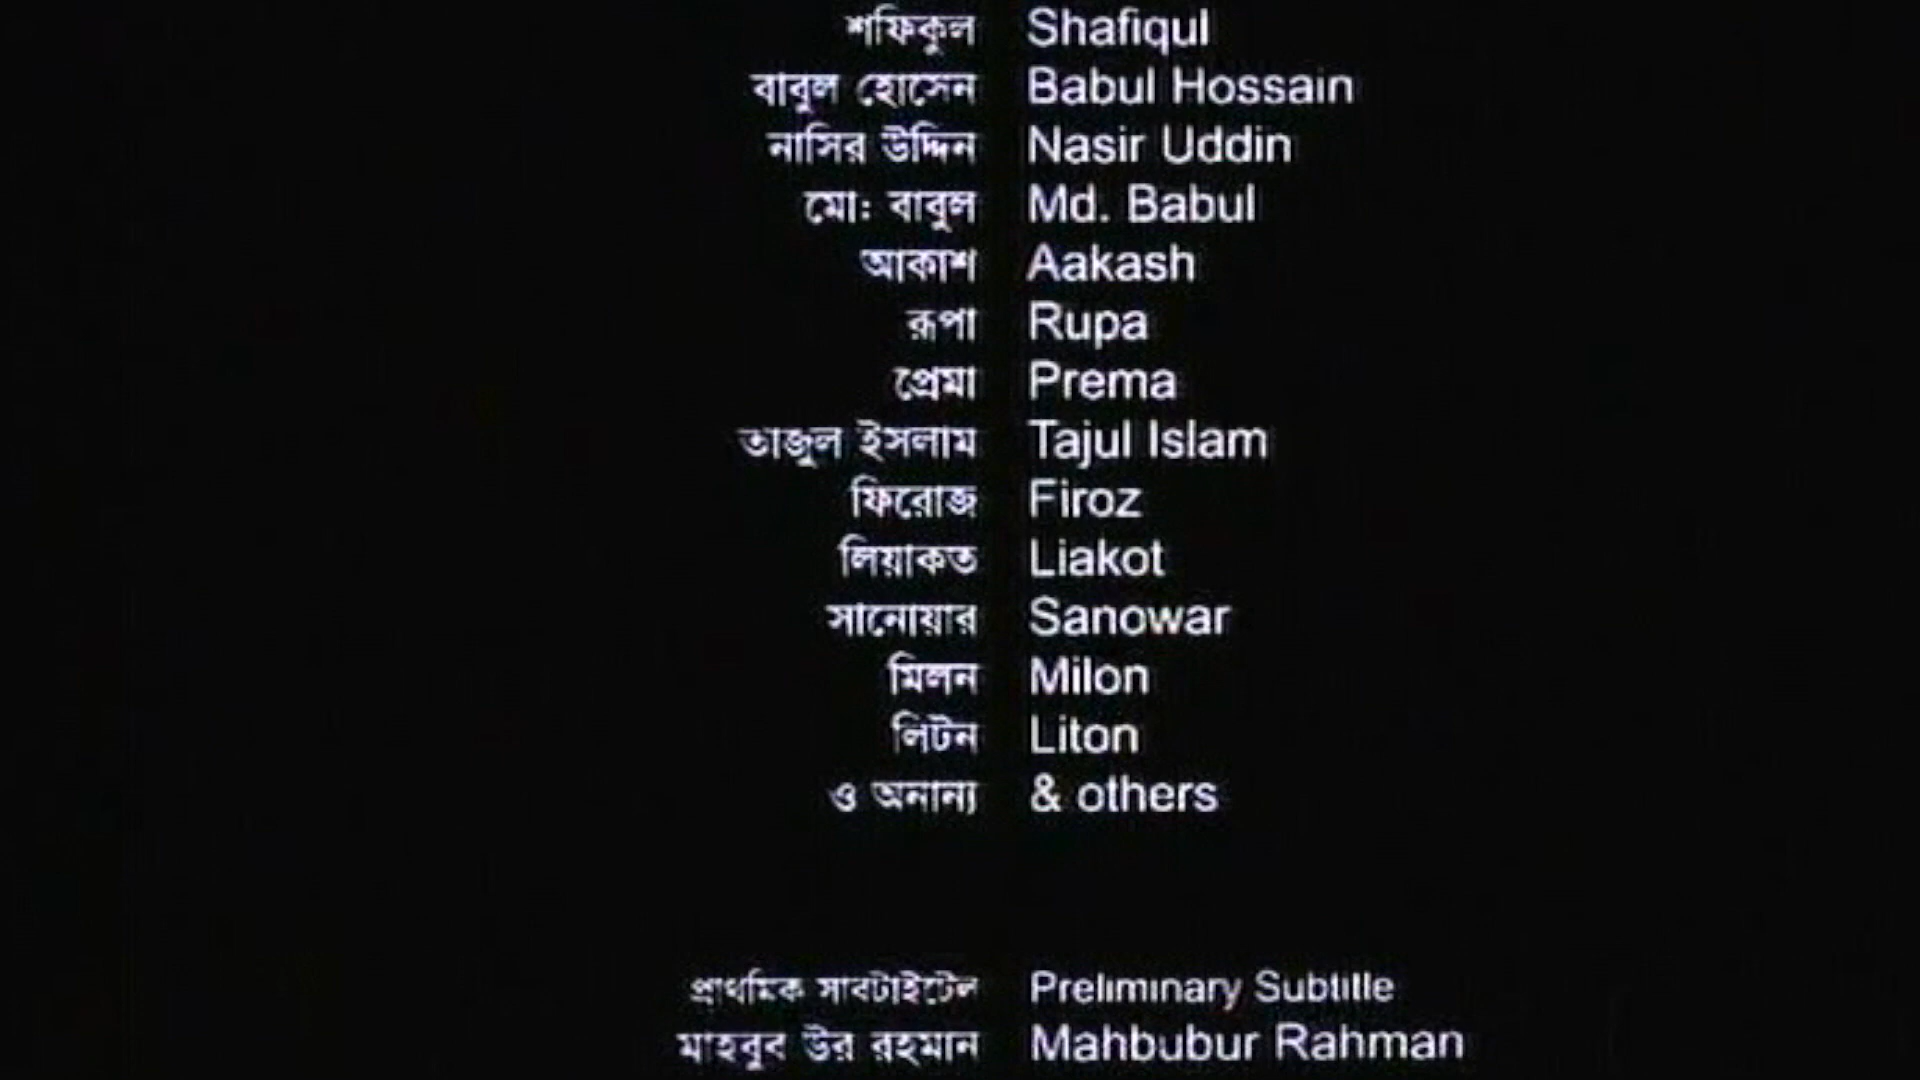 শফিকুল Shafiqul
বাবুল হোসেন Babul Hossain
নাসির উদ্দিন Nasir Uddin
মোঃ বাবুল Md. Babul
আকাশ Aakash
রূপা Rupa
প্রেমা Prema
তাজুল ইসলাম Tajul Islam
ফিরোজ Firoz
লিয়াকত Liakot
সানোয়ার Sanowar
মিলন Milon
লিটন Liton
ও অনান্য & others
প্রাথমিক সাবটাইটেল Preliminary Subtitle
মাহবুব উর রহমান Mahbubur Rahman